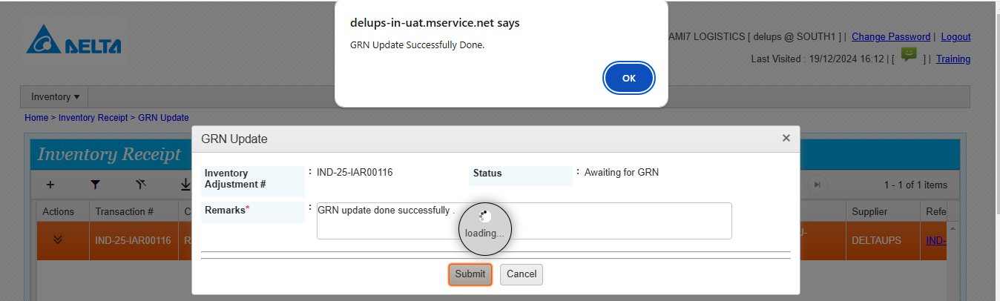 delups-in-uat.mservice.net says
GRN Update Successfully Done.
OK
DELTA
AMI7 LOGISTICS [ delups @ SOUTH1 ] | Change Password | Logout
Last Visited : 19/12/2024 16:12 | [ ] | Training
Inventory
Home > Inventory Receipt > GRN Update
GRN Update
×
Inventory Receipt
Inventory Adjustment # : IND-25-IAR00116 Status : Awaiting for GRN
1 - 1 of 1 items
Remarks* : GRN update done successfully .
loading...
Actions Transaction # C Supplier Refe
IND-25-IAR00116 R U- DELTAUPS IND-
Submit Cancel